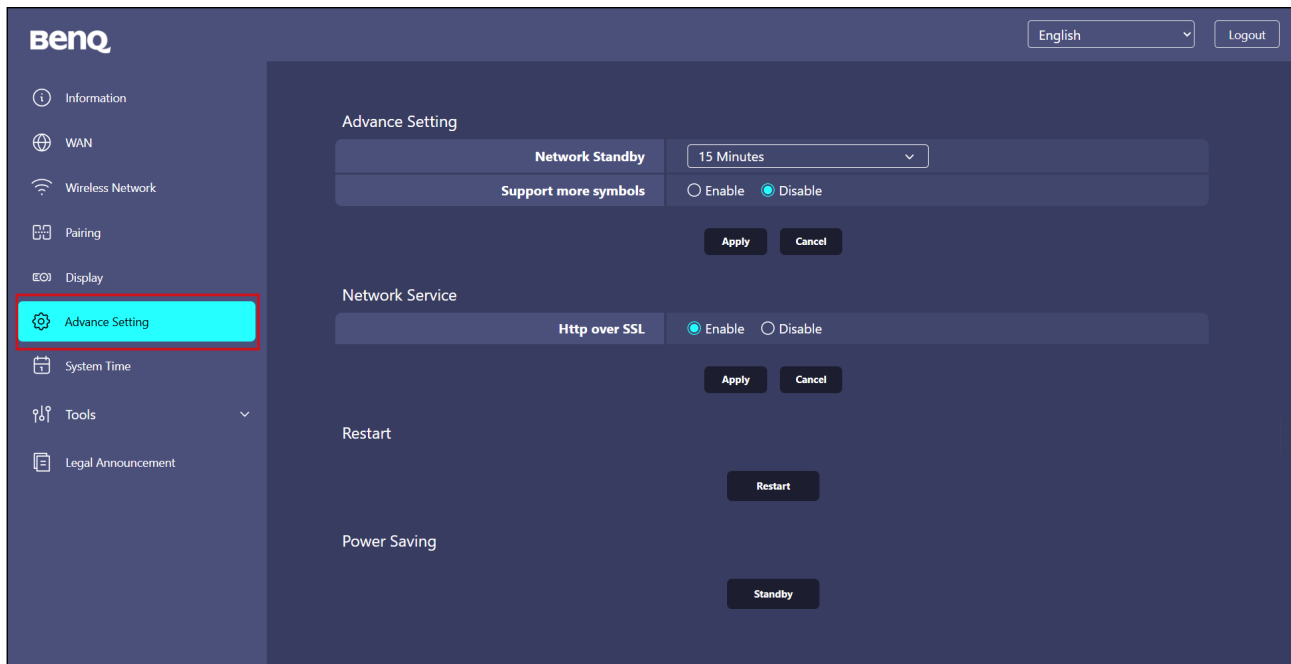 BenQ
English
Logout
Information
WAN
Wireless Network
Pairing
Display
Advance Setting
System Time
Tools
Legal Announcement
Advance Setting
Network Standby 15 Minutes
Support more symbols Enable Disable
Apply Cancel
Network Service
Http over SSL Enable Disable
Apply Cancel
Restart
Restart
Power Saving
Standby